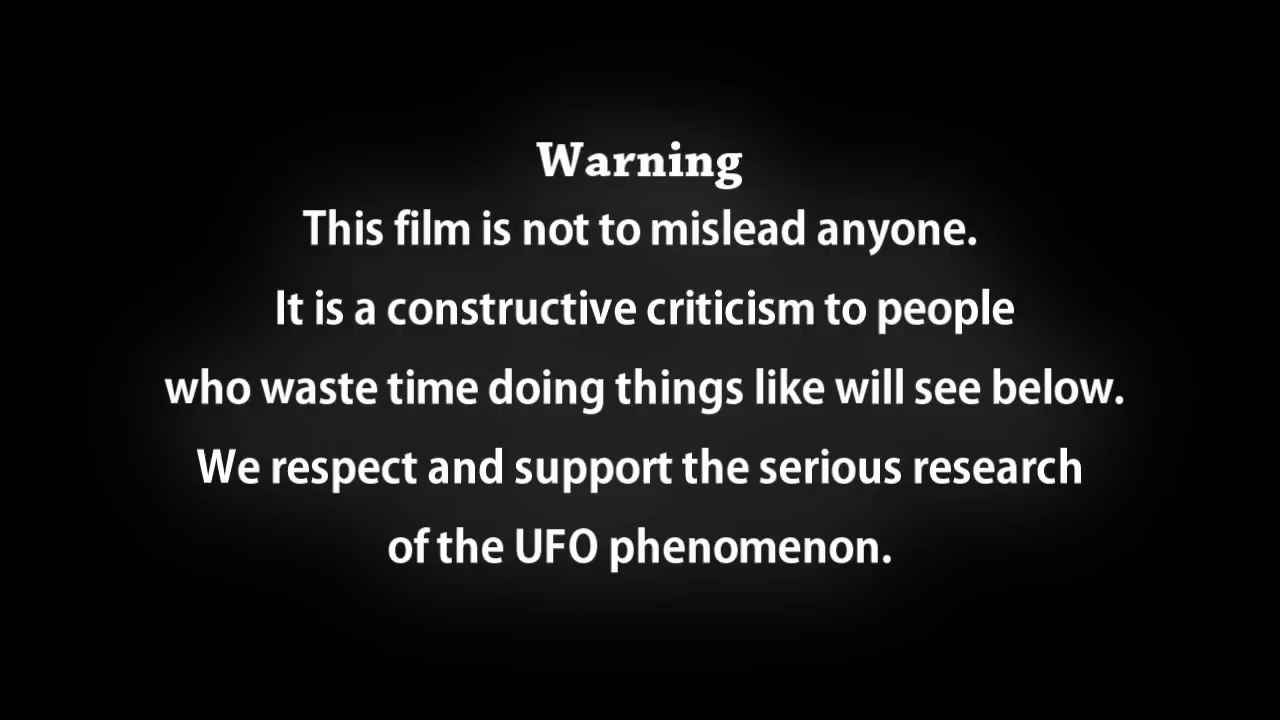 Warning
This film is not to mislead anyone.
It is a constructive criticism to people
who waste time doing things like will see below.
We respect and support the serious research
of the UFO phenomenon.